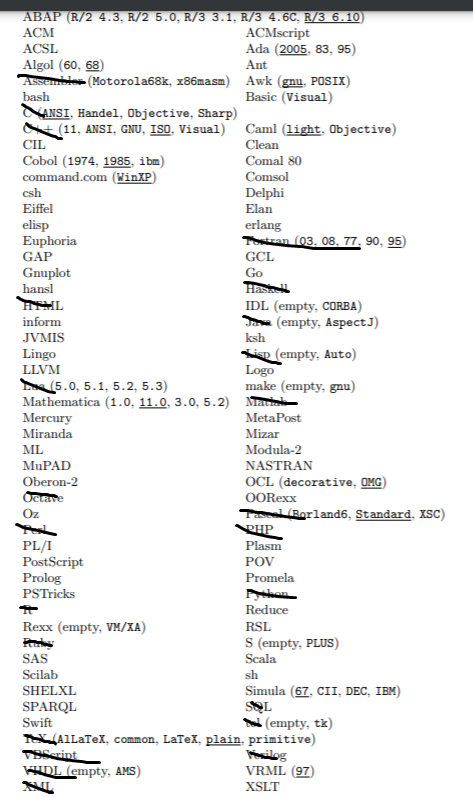 ABAP (R/2 4.3, R/2 5.0, R/3 3.1, R/3 4.6C, R/3 6.10)
ACM ACMscript
ACSL Ada (2005, 83, 95)
Algol (60, 68) Ant
Assembler (Motorola68k, x86masm) Awk (gnu, POSIX)
bash Basic (Visual)
C (ANSI, Handel, Objective, Sharp)
C++ (11, ANSI, GNU, ISO, Visual) Caml (light, Objective)
CIL Clean
Cobol (1974, 1985, ibm) Comal 80
command.com (WinXP) Comsol
csh Delphi
Eiffel Elan
elisp erlang
Euphoria Fortran (03, 08, 77, 90, 95)
GAP GCL
Gnuplot Go
hansl Haskell
HTML IDL (empty, CORBA)
inform Java (empty, AspectJ)
JVMIS ksh
Lingo Lisp (empty, Auto)
LLVM Logo
Lua (5.0, 5.1, 5.2, 5.3) make (empty, gnu)
Mathematica (1.0, 11.0, 3.0, 5.2) Matlab
Mercury MetaPost
Miranda Mizar
ML Modula-2
MuPAD NASTRAN
Oberon-2 OCL (decorative, OMG)
Octave OORexx
Oz Pascal (Borland6, Standard, XSC)
Perl PHP
PL/I Plasm
PostScript POV
Prolog Promela
PSTricks Python
R Reduce
Rexx (empty, VM/XA) RSL
Ruby S (empty, PLUS)
SAS Scala
Scilab sh
SHELXL Simula (67, CII, DEC, IBM)
SPARQL SQL
Swift tcl (empty, tk)
TeX (AlLaTeX, common, LaTeX, plain, primitive)
VBScript Verilog
VHDL (empty, AMS) VRML (97)
XML XSLT